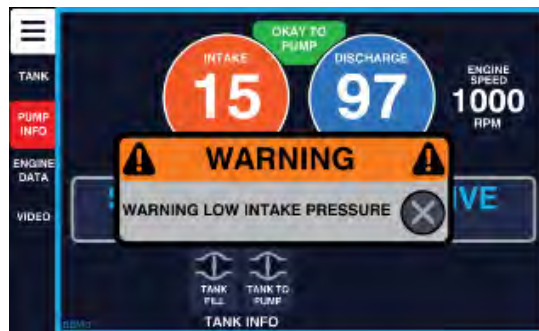 OKAY TO
PUMP
INTAKE
15
DISCHARGE
97
ENGINE
SPEED
1000
RPM
TANK
PUMP
INFO
ENGINE
DATA
VIDEO
WARNING
WARNING LOW INTAKE PRESSURE
IVE
TANK
FILL
TANK TO
PUMP
TANK INFO